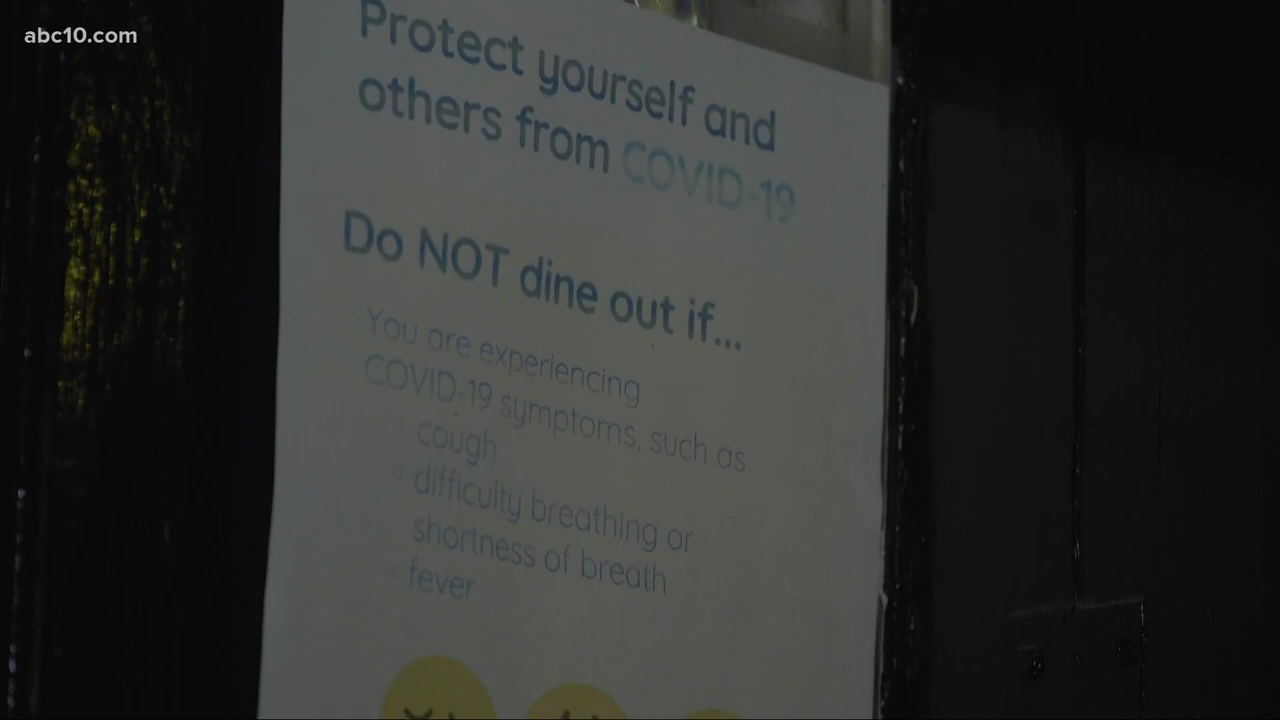 abc10.com
Protect yourself and
others from COVID-19
Do NOT dine out if...
You are experiencing
COVID-19 symptoms, such as
cough
difficulty breathing or
shortness of breath
fever